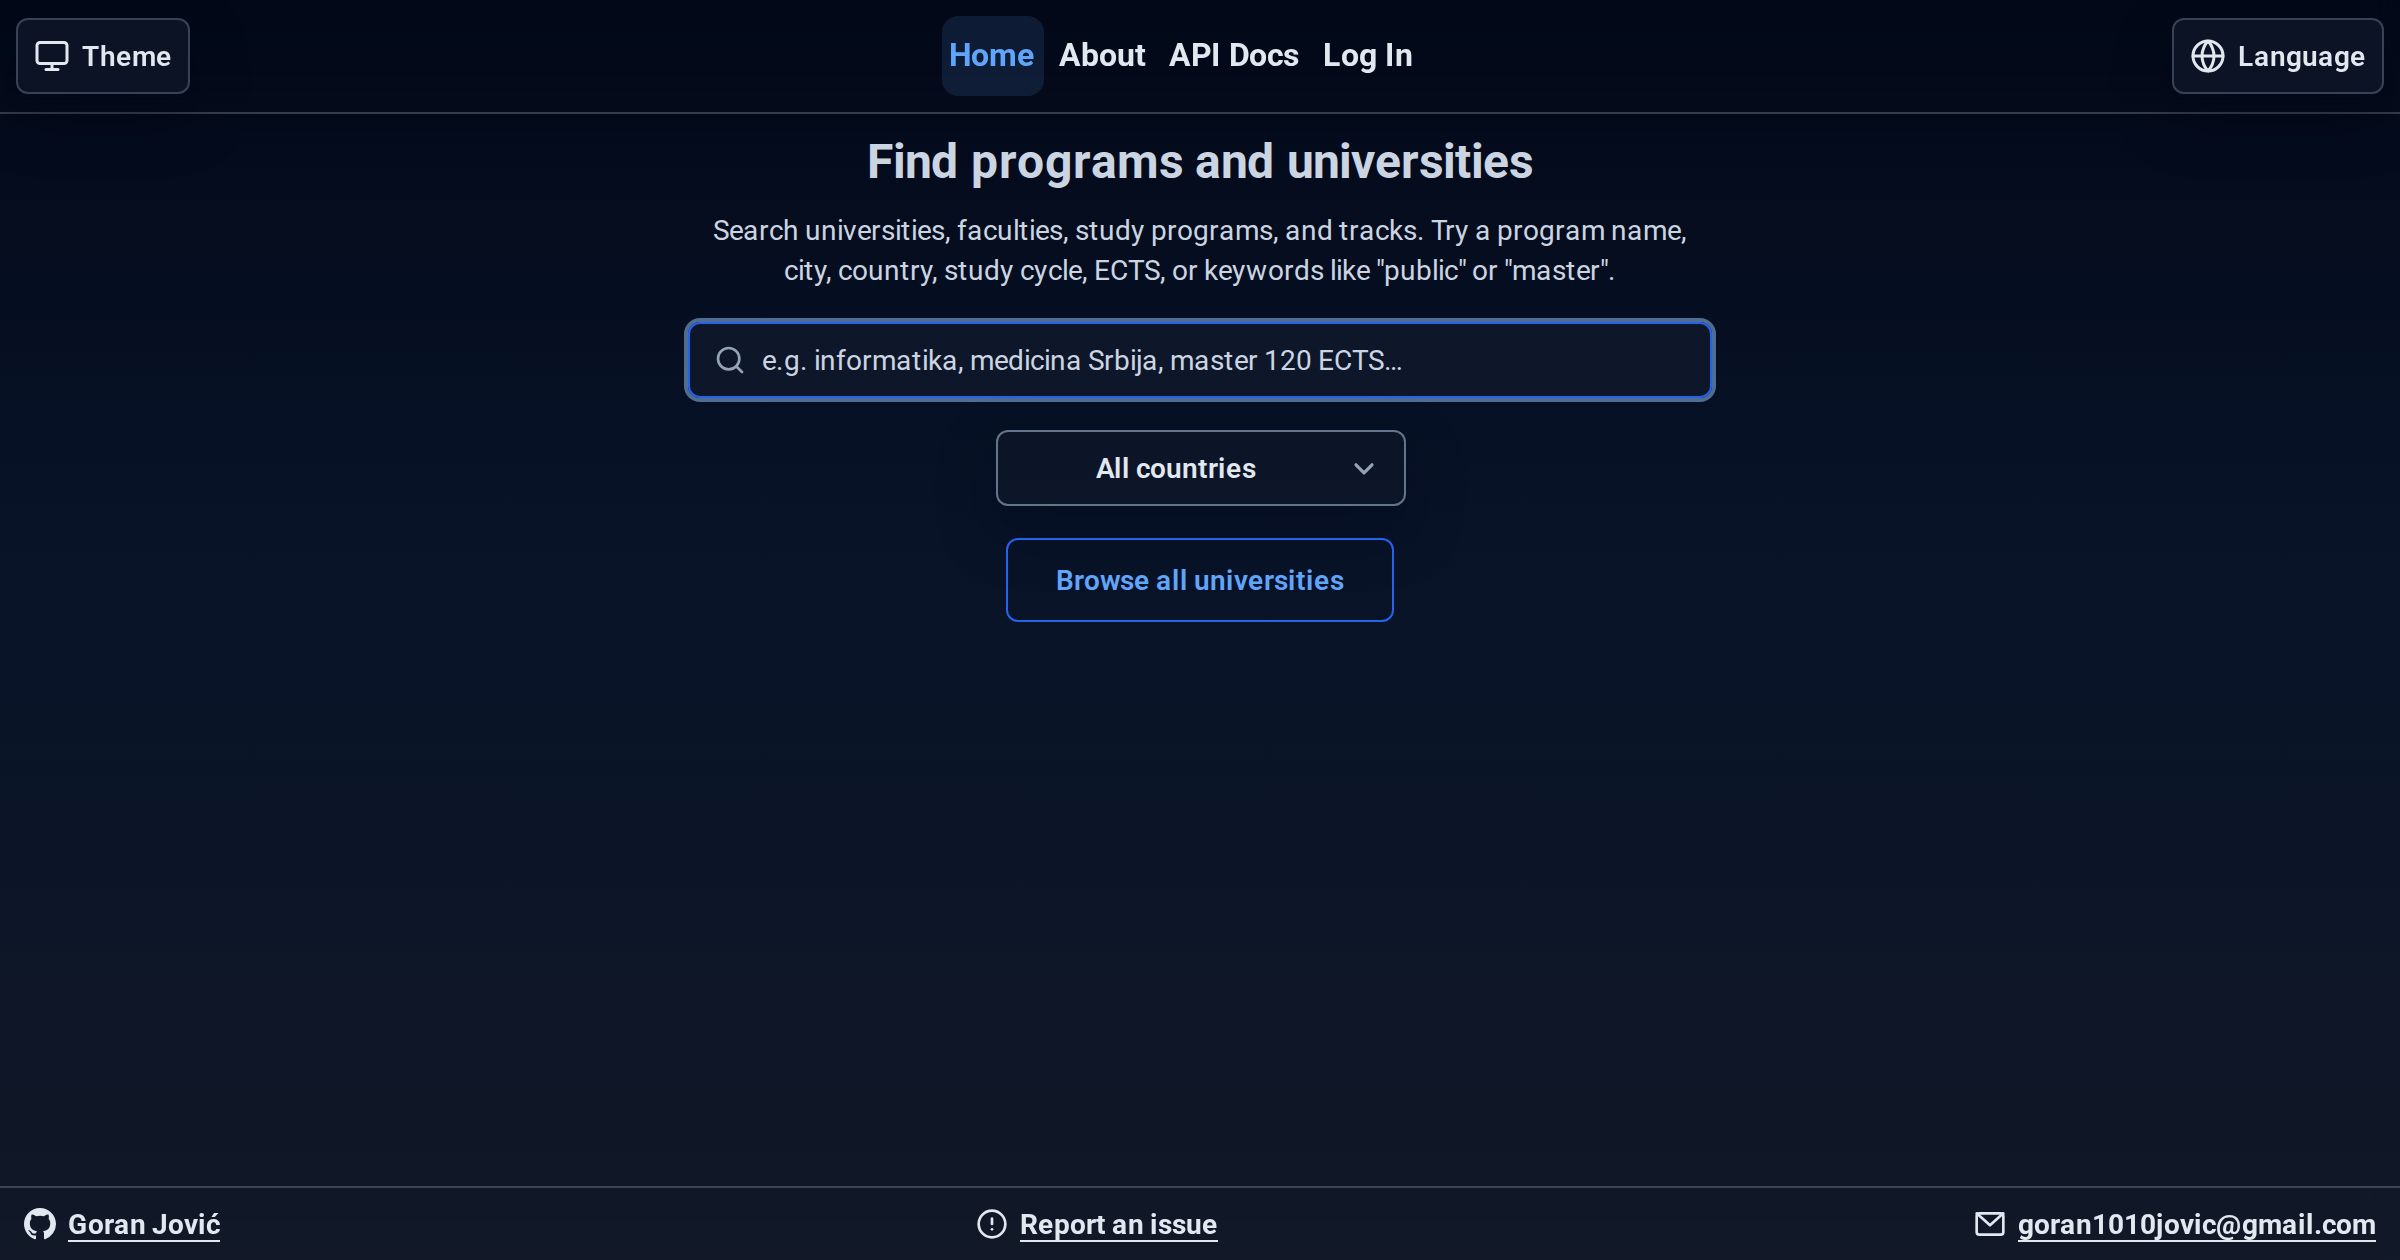 Theme
Home About API Docs Log In
Language
Find programs and universities
Search universities, faculties, study programs, and tracks. Try a program name,
city, country, study cycle, ECTS, or keywords like "public" or "master".
e.g. informatika, medicina Srbija, master 120 ECTS...
All countries
Browse all universities
Goran Jović
Report an issue
goran1010jovic@gmail.com